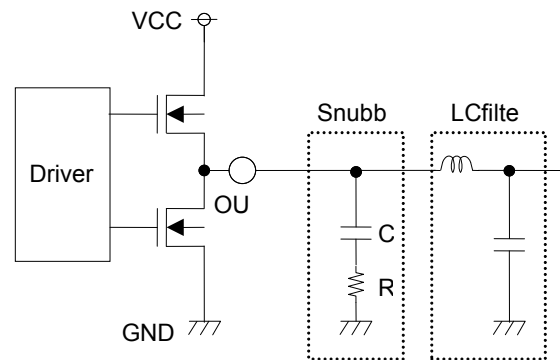 VCC
Snubb
LCfilte
Driver
OU
C
R
GND